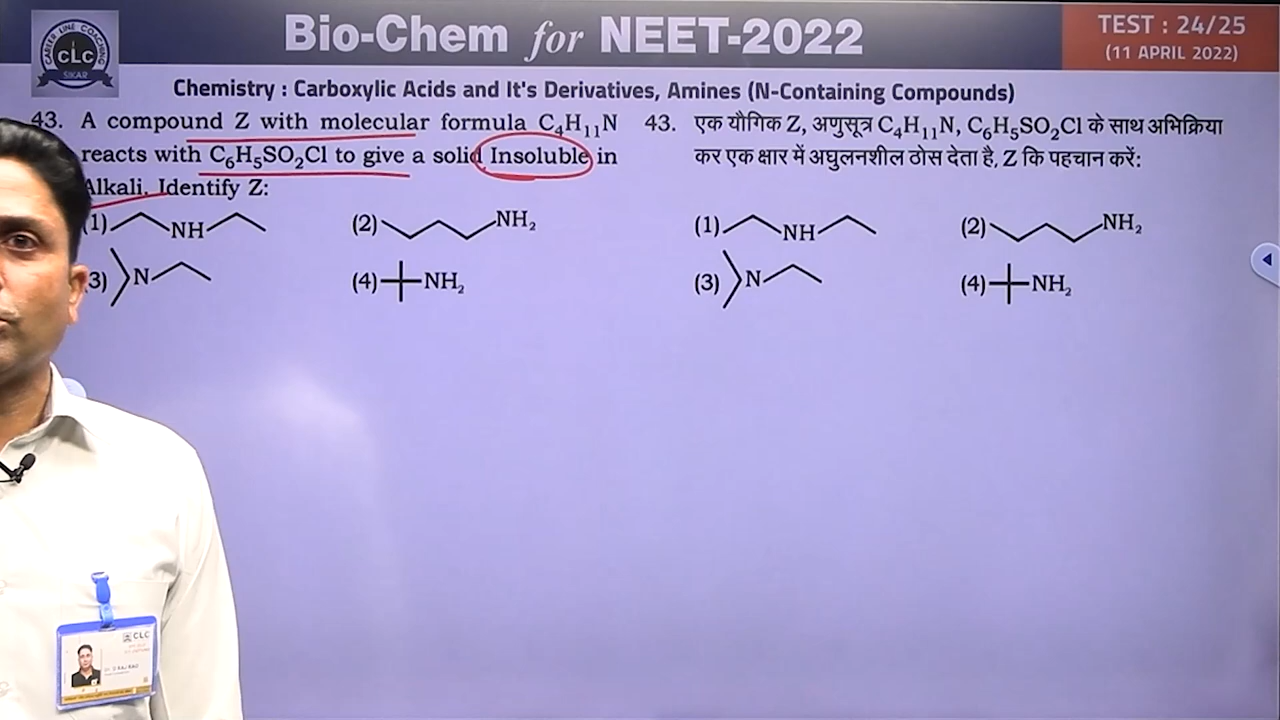 Bio-Chem for NEET-2022
TEST : 24/25
(11 APRIL 2022)
CAREER LINE COACHING
CLC
SIKAR
Chemistry : Carboxylic Acids and It's Derivatives, Amines (N-Containing Compounds)
43. A compound Z with molecular formula C₄H₁₁N
reacts with C₆H₅SO₂Cl to give a solid Insoluble in
Alkali. Identify Z:
(1) NH (2) NH₂
3) N (4) NH₂
43. एक यौगिक Z, अणुसूत्र C₄H₁₁N, C₆H₅SO₂Cl के साथ अभिक्रिया
कर एक क्षार में अघुलनशील ठोस देता है, Z कि पहचान करें:
(1) NH (2) NH₂
(3) N (4) NH₂
CLC